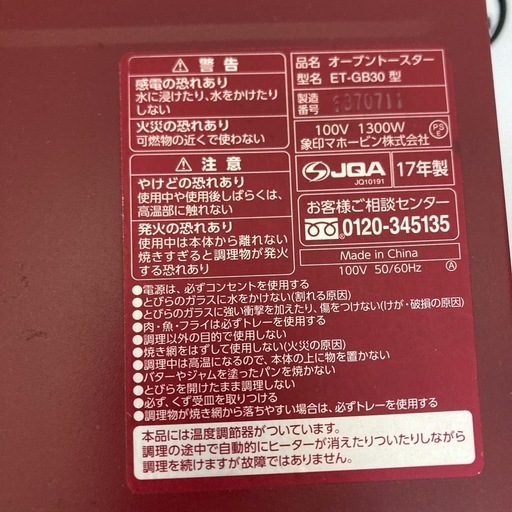 ⚠ 警告
感電の恐れあり
水に浸けたり、水をかけたり
しない
火災の恐れあり
可燃物の近くで使わない
⚠ 注意
やけどの恐れあり
使用中や使用後しばらくは、
高温部に触れない
発火の恐れあり
使用中は本体から離れない
焼きすぎると調理物が発火
する恐れあり
品名 オーブントースター
型名 ET-GB30 型
製造
番号 6370711
100V 1300W
PS
E
象印マホービン株式会社
JQA
JQ10191
17年製
お客様ご相談センター
0120-345135
Made in China
100V 50/60Hz Ⓐ
●電源は、必ずコンセントを使用する
●とびらのガラスに水をかけない(割れる原因)
●とびらのガラスに強い衝撃を加えたり、傷をつけない(けが・破損の原因)
●肉・魚・フライは必ずトレーを使用する
●調理以外の目的で使用しない
●焼き網をはずして使用しない(火災の原因)
●調理中は高温になるので、本体の上に物を置かない
●バターやジャムを塗ったパンを焼かない
●とびらを開けたまま調理しない
●必ず、くず受皿を取りつける
●調理物が焼き網から落ちやすい場合は、必ずトレーを使用する
本品には温度調節器がついています。
調理の途中で自動的にヒーターが消えたりついたりしながら
調理を続けますが故障ではありません。